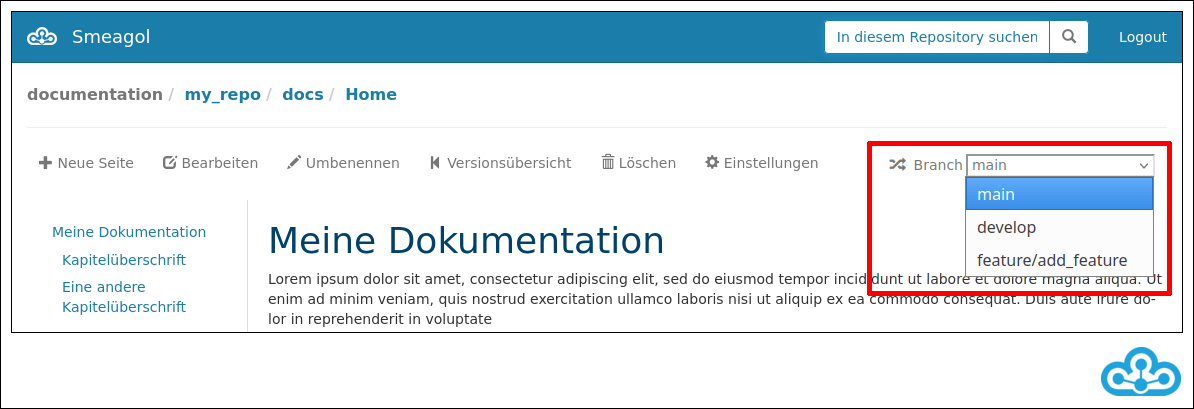 Smeagol
In diesem Repository suchen
Logout
documentation / my_repo / docs / Home
Neue Seite Bearbeiten Umbenennen Versionsübersicht Löschen Einstellungen Branch main
main
develop
feature/add_feature
Meine Dokumentation
Kapitelüberschrift
Eine andere
Kapitelüberschrift
Meine Dokumentation
Lorem ipsum dolor sit amet, consectetur adipiscing elit, sed do eiusmod tempor incididunt ut labore et dolore magna aliqua. Ut
enim ad minim veniam, quis nostrud exercitation ullamco laboris nisi ut aliquip ex ea commodo consequat. Duis aute irure do-
lor in reprehenderit in voluptate